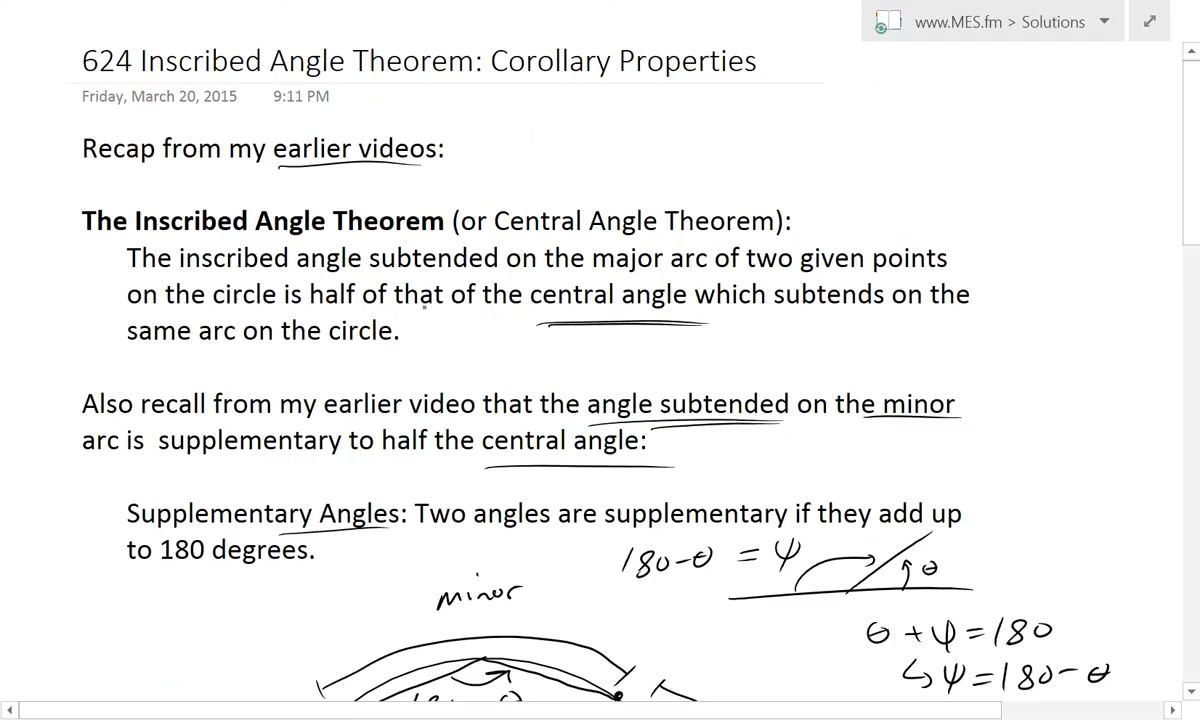 www.MES.fm > Solutions
624 Inscribed Angle Theorem: Corollary Properties
Friday, March 20, 2015 9:11 PM
Recap from my earlier videos:
The Inscribed Angle Theorem (or Central Angle Theorem):
The inscribed angle subtended on the major arc of two given points
on the circle is half of that of the central angle which subtends on the
same arc on the circle.
Also recall from my earlier video that the angle subtended on the minor
arc is supplementary to half the central angle:
Supplementary Angles: Two angles are supplementary if they add up
to 180 degrees.
180-θ = ψ
θ
minor
θ + ψ = 180
↳ ψ = 180 - θ